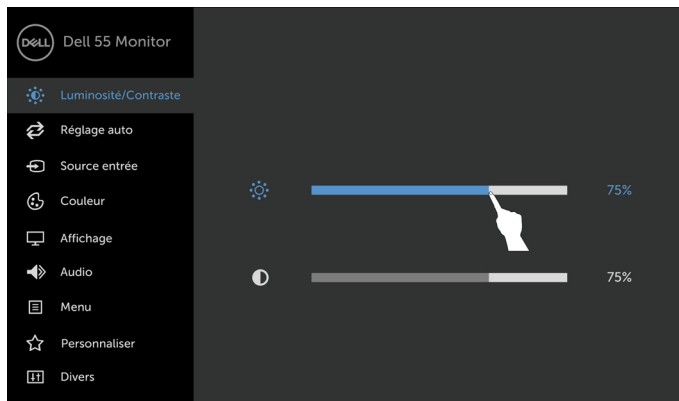 DELL Dell 55 Monitor
Luminosité/Contraste
Réglage auto
Source entrée
Couleur
75%
Affichage
Audio
75%
Menu
Personnaliser
Divers